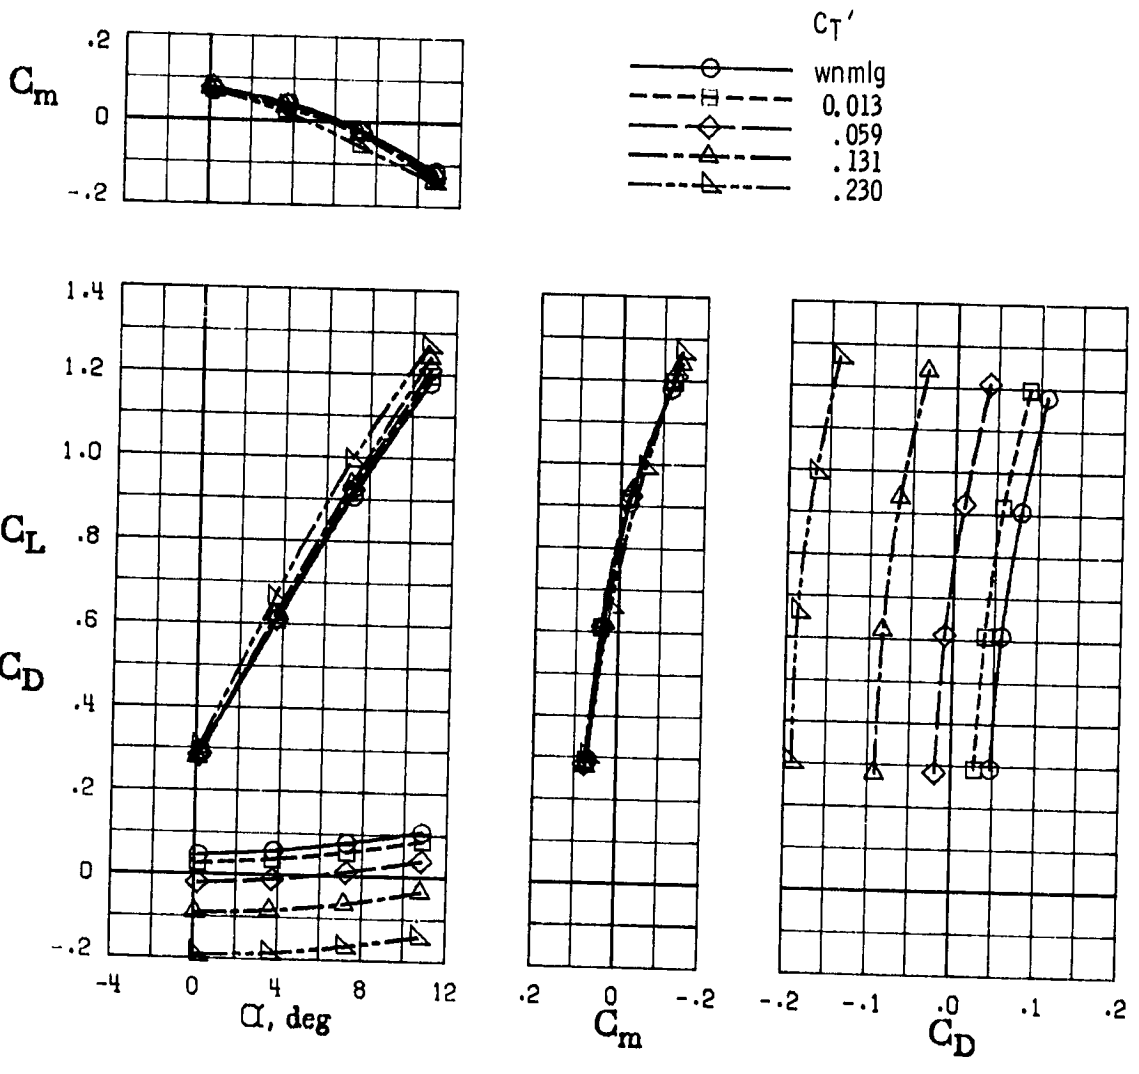 C_T'
wnmlg
0.013
.059
.131
.230
.2
C_m
0
-.2
1.4
1.2
1.0
C_L
.8
.6
C_D
.4
.2
0
-.2
-4 0 4 8 12
α, deg
.2 0 -.2
C_m
-.2 -.1 .0 .1 .2
C_D